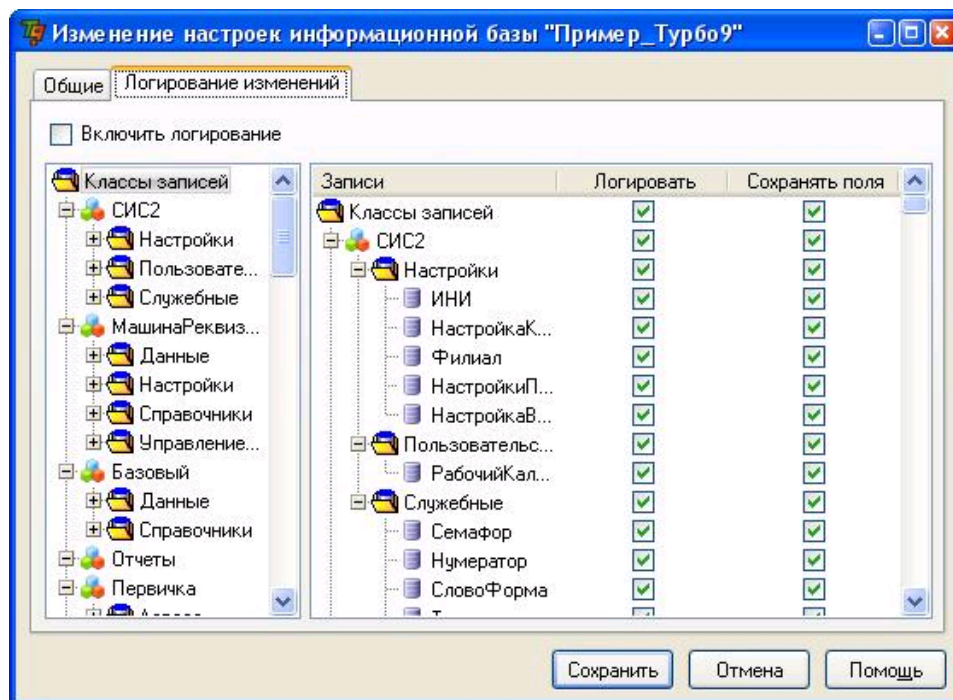 Изменение настроек информационной базы "Пример_Турбо9"
Общие
Логирование изменений
Включить логирование
Классы записей
СИС2
Настройки
Пользовате...
Служебные
МашинаРеквиз...
Данные
Настройки
Справочники
Управление...
Базовый
Данные
Справочники
Отчеты
Первичка
Записи Логировать Сохранять поля
Классы записей
СИС2
Настройки
ИНИ
НастройкаК...
Филиал
НастройкиП...
НастройкаВ...
Пользовательс...
РабочийКал...
Служебные
Семафор
Нумератор
СловоФорма
Сохранить Отмена Помощь